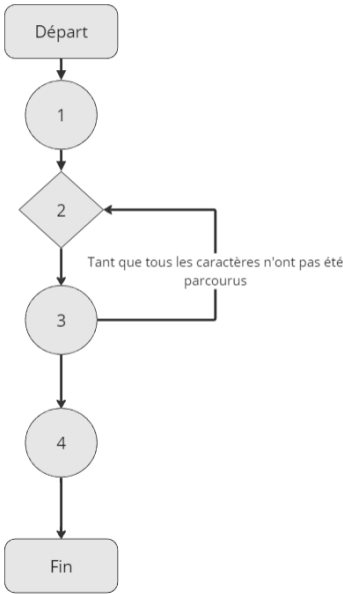 Départ
1
2
Tant que tous les caractères n'ont pas été
parcourus
3
4
Fin